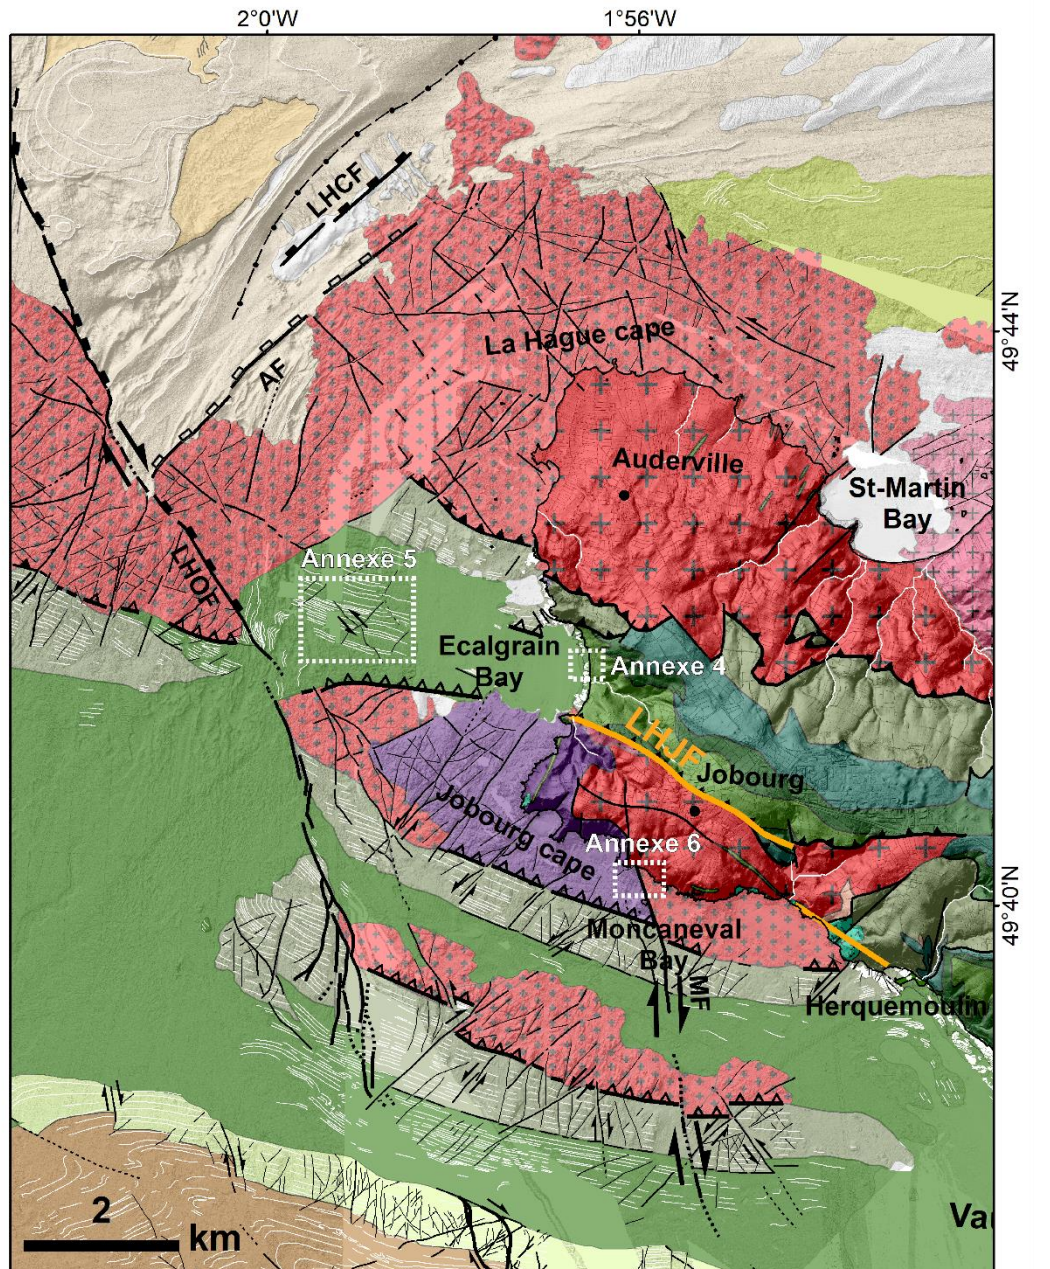 2°0'W
1°56'W
LHCF
49°44'N
La Hague cape
AF
Auderville
St-Martin
Bay
Annexe 5
LHOF
Ecalgrain
Bay
Annexe 4
LHJF
Jobourg
Jobourg cape
Annexe 6
49°40'N
Moncaneval
Bay
MF
Herquemoulin
2
km
Va